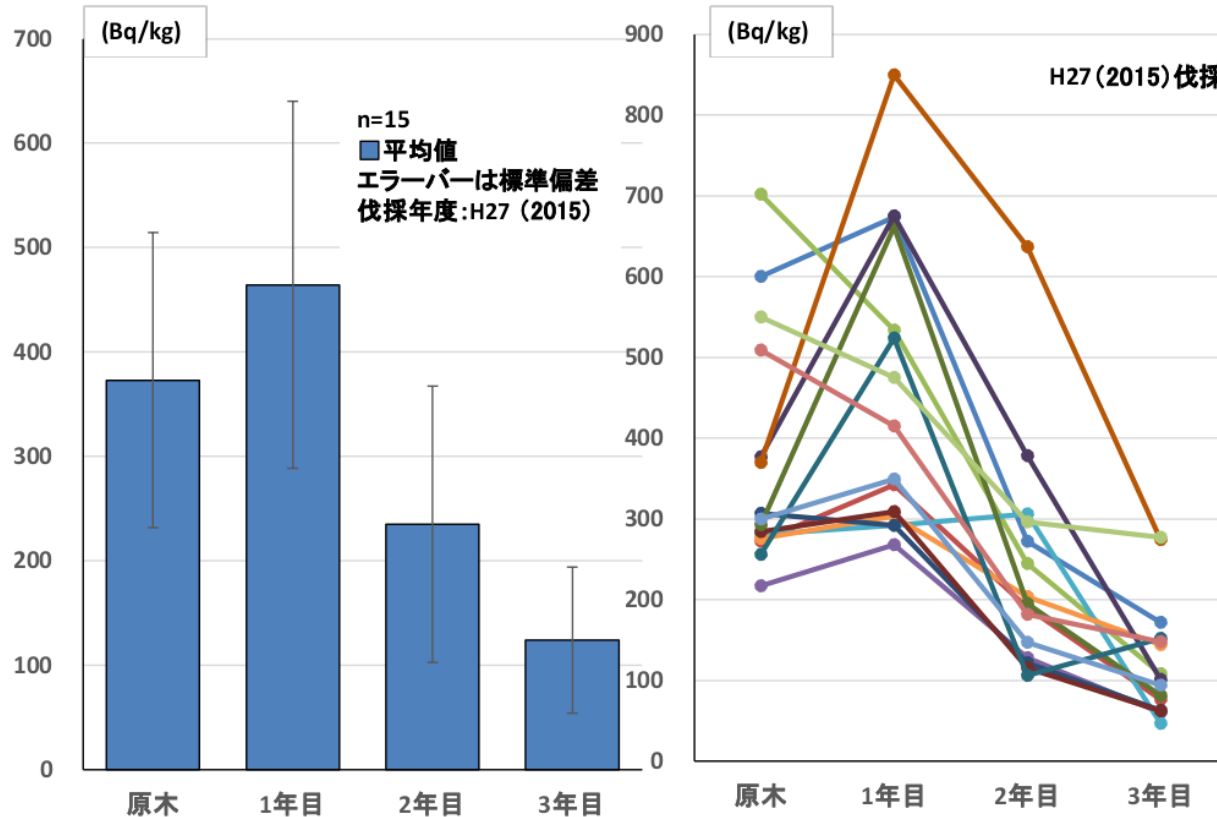 (Bq/kg)
700
600
500
400
300
200
100
0
n=15
平均値
エラーバーは標準偏差
伐採年度:H27 (2015)
原木
1年目
2年目
3年目
(Bq/kg)
H27(2015)伐採
900
800
700
600
500
400
300
200
100
0
原木
1年目
2年目
3年目